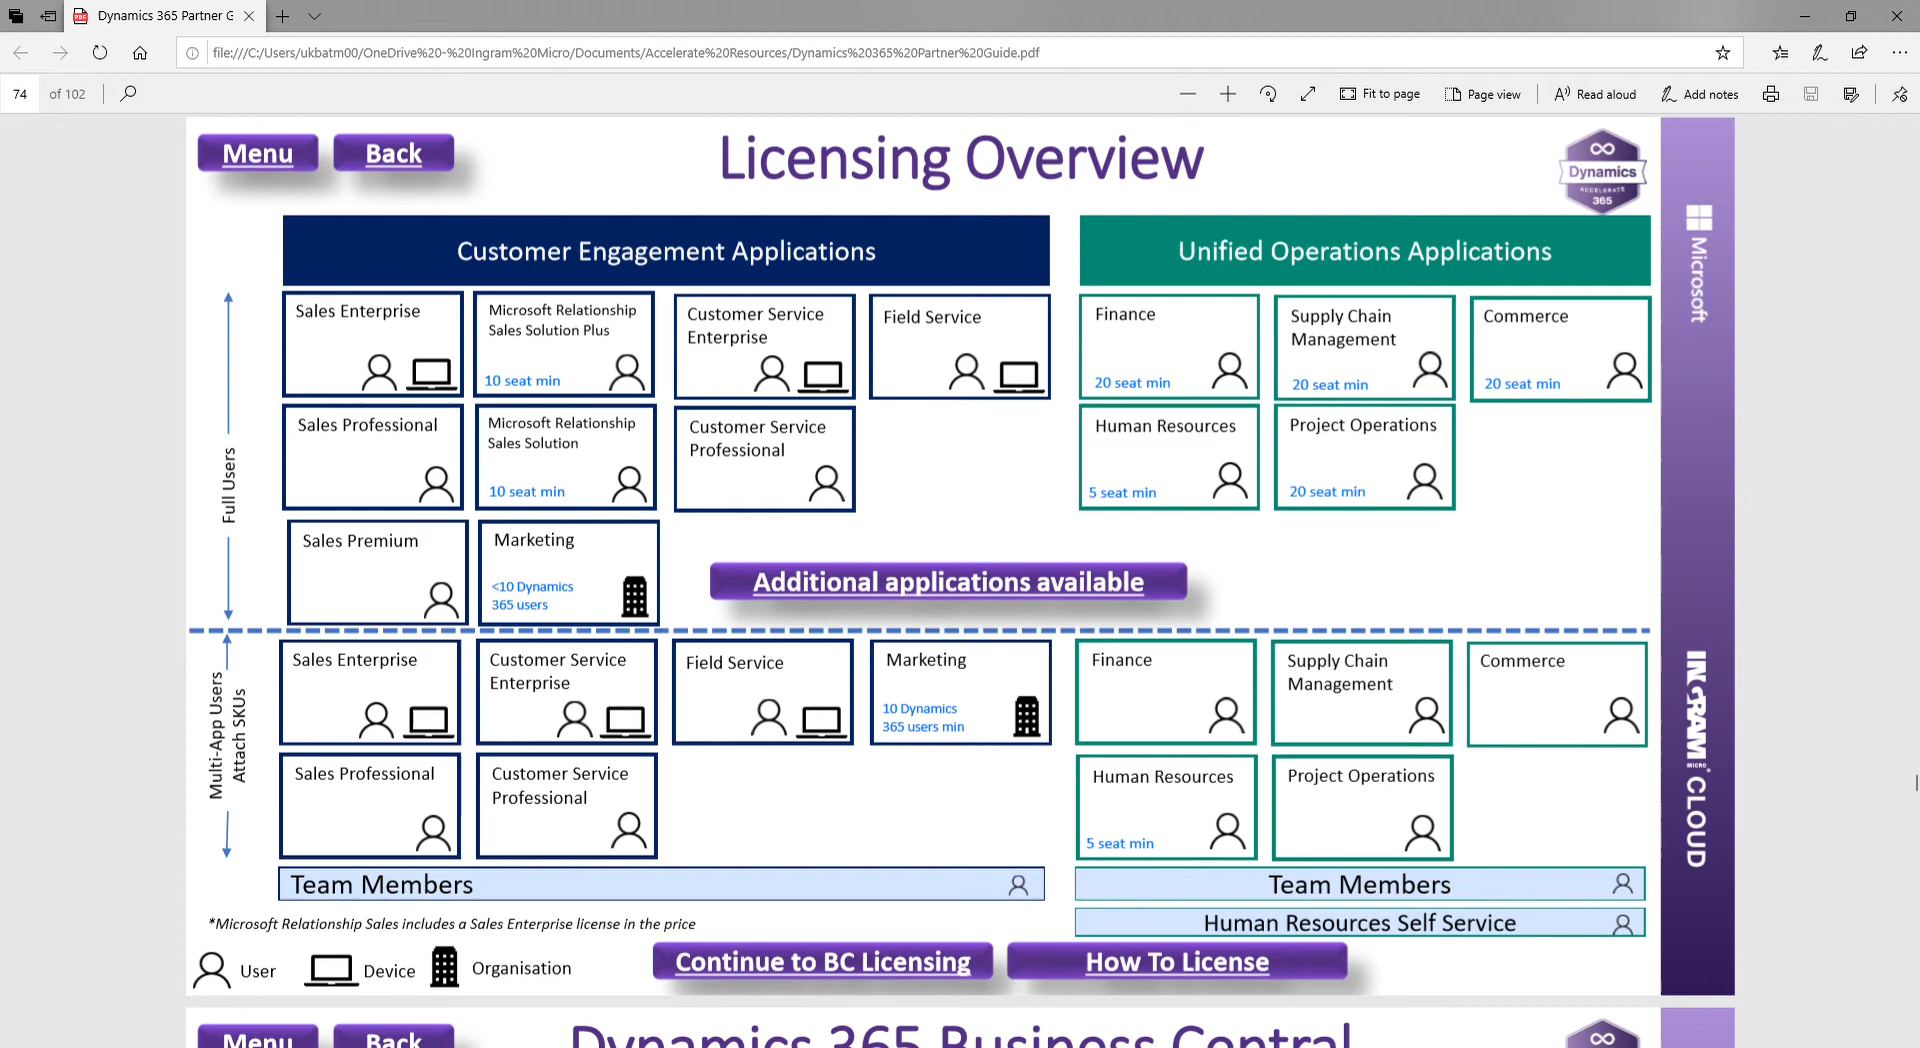 Dynamics 365 Partner G
file:///C:/Users/ukbatm00/OneDrive%20-%20Ingram%20Micro/Documents/Accelerate%20Resources/Dynamics%20365%20Partner%20Guide.pdf
74 of 102
Fit to page
Page view
Read aloud
Add notes
Menu
Back
Licensing Overview
Dynamics
ACCELERATE
365
Microsoft
Customer Engagement Applications
Unified Operations Applications
Full Users
Sales Enterprise
Microsoft Relationship
Sales Solution Plus
10 seat min
Customer Service
Enterprise
Field Service
Finance
20 seat min
Supply Chain
Management
20 seat min
Commerce
20 seat min
Sales Professional
Microsoft Relationship
Sales Solution
10 seat min
Customer Service
Professional
Human Resources
5 seat min
Project Operations
20 seat min
Sales Premium
Marketing
<10 Dynamics
365 users
Additional applications available
Multi-App Users
Attach SKUs
Sales Enterprise
Customer Service
Enterprise
Field Service
Marketing
10 Dynamics
365 users min
Finance
Supply Chain
Management
Commerce
Sales Professional
Customer Service
Professional
Human Resources
5 seat min
Project Operations
INGRAM MICRO CLOUD
Team Members
Team Members
*Microsoft Relationship Sales includes a Sales Enterprise license in the price
Human Resources Self Service
User
Device
Organisation
Continue to BC Licensing
How To License
Menu
Back
Dynamics 365 Business Central